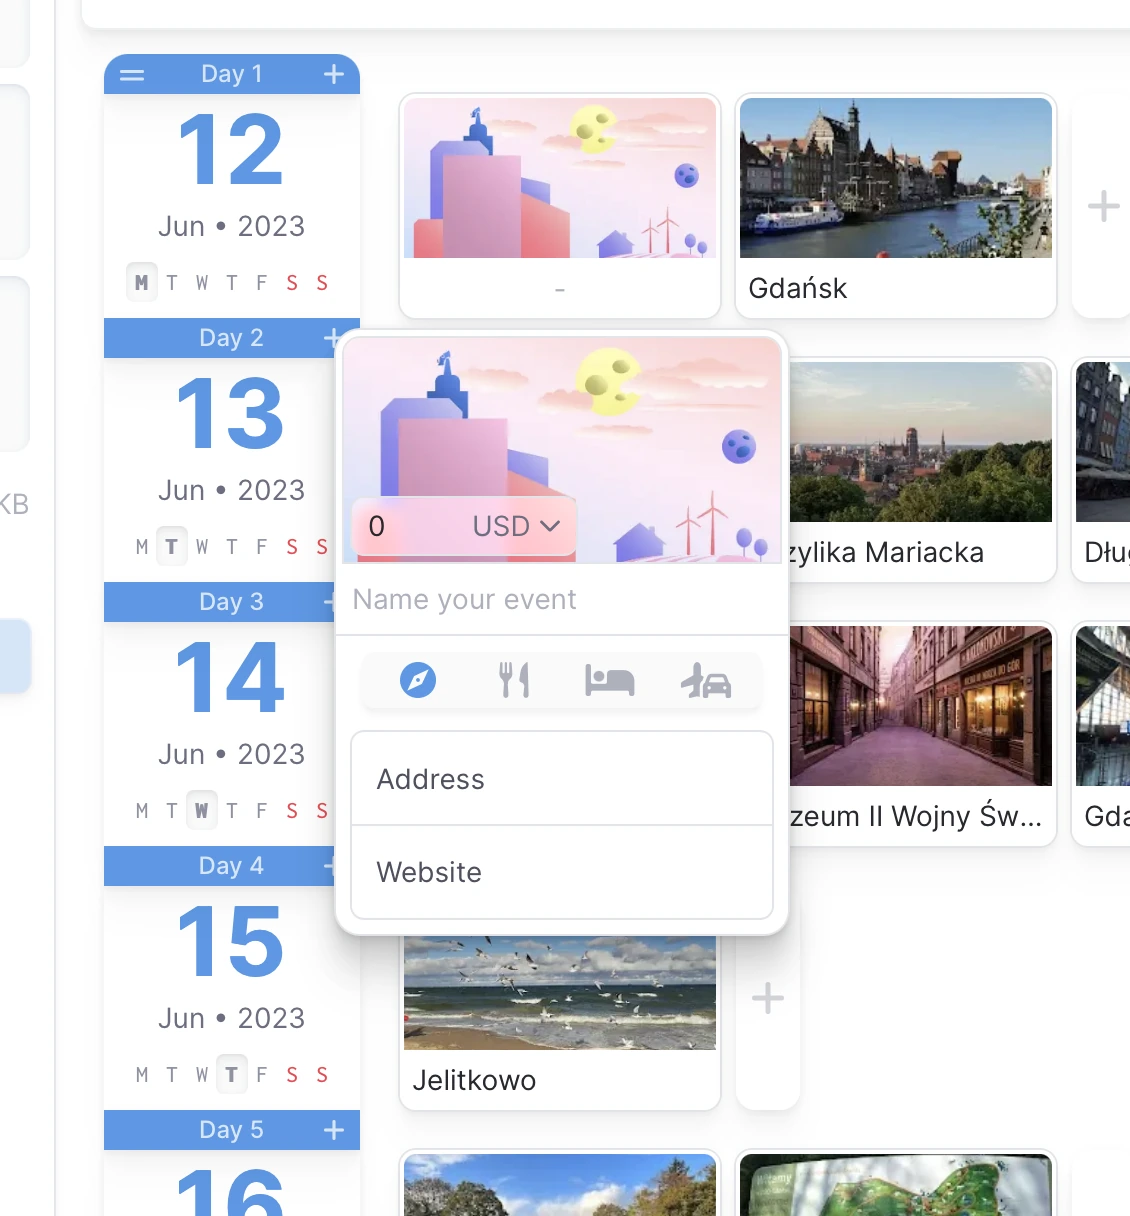 Day 1
12
Jun • 2023
M T W T F S S
-
Gdańsk
Day 2
13
Jun • 2023
M T W T F S S
zylika Mariacka
Dług
KB
0 USD
Name your event
Address
Website
Day 3
14
Jun • 2023
M T W T F S S
zeum II Wojny Św...
Gda
Day 4
15
Jun • 2023
M T W T F S S
Jelitkowo
Day 5
16